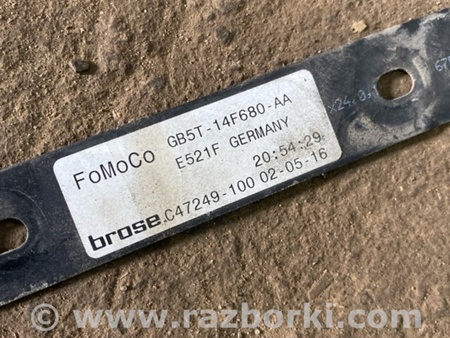 FoMoCo GB5T-14F680-AA
E521F GERMANY
20:54:29
brose C47249-100 02-05-16
www.razborki.com